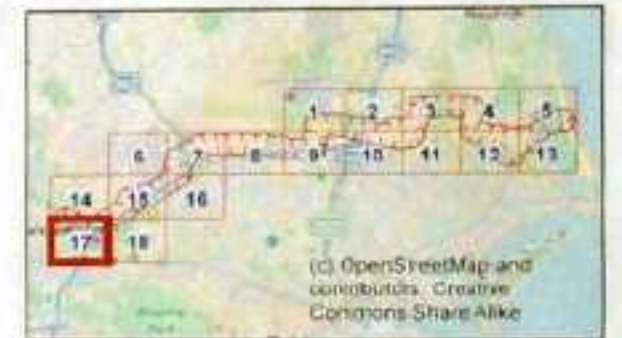 1 2 3 4 5
6 7 8 9 10 11 12 13
14 15 16
17 18
(c) OpenStreetMap and
contributors Creative
Commons Share Alike